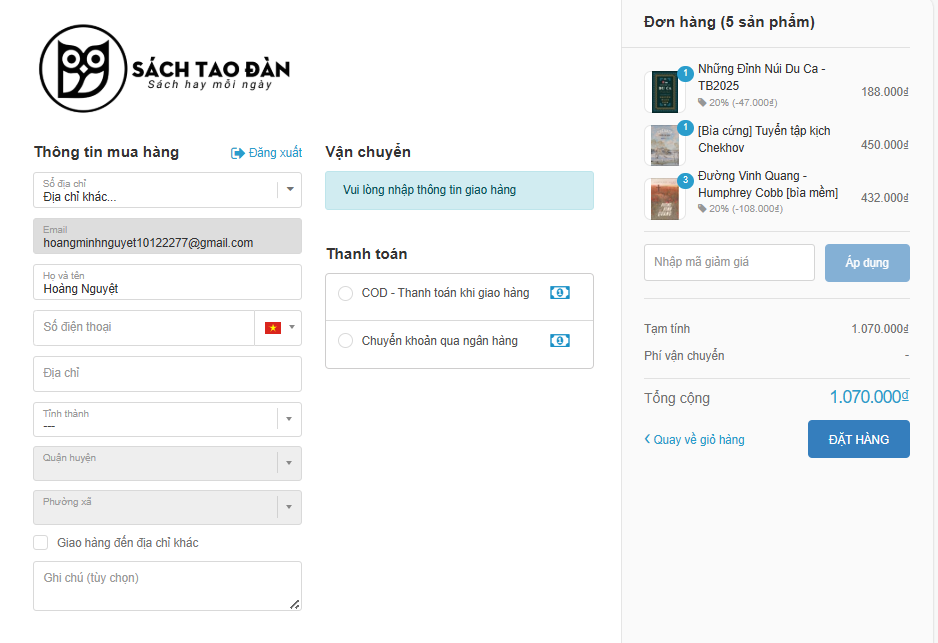 SÁCH TAO ĐÀN
Sách hay mỗi ngày
Thông tin mua hàng
Đăng xuất
Sổ địa chỉ
Địa chỉ khác...
Email
hoangminhnguyet10122277@gmail.com
Họ và tên
Hoàng Nguyệt
Số điện thoại
Địa chỉ
Tỉnh thành
---
Quận huyện
Phường xã
Giao hàng đến địa chỉ khác
Ghi chú (tùy chọn)
Vận chuyển
Vui lòng nhập thông tin giao hàng
Thanh toán
COD - Thanh toán khi giao hàng
Chuyển khoản qua ngân hàng
Đơn hàng (5 sản phẩm)
1
Những Đỉnh Núi Du Ca -
TB2025
20% (-47.000₫)
188.000₫
1
[Bìa cứng] Tuyển tập kịch
Chekhov
450.000₫
3
Đường Vinh Quang -
Humphrey Cobb [bìa mềm]
20% (-108.000₫)
432.000₫
Nhập mã giảm giá
Áp dụng
Tạm tính 1.070.000₫
Phí vận chuyển -
Tổng cộng 1.070.000₫
Quay về giỏ hàng
ĐẶT HÀNG